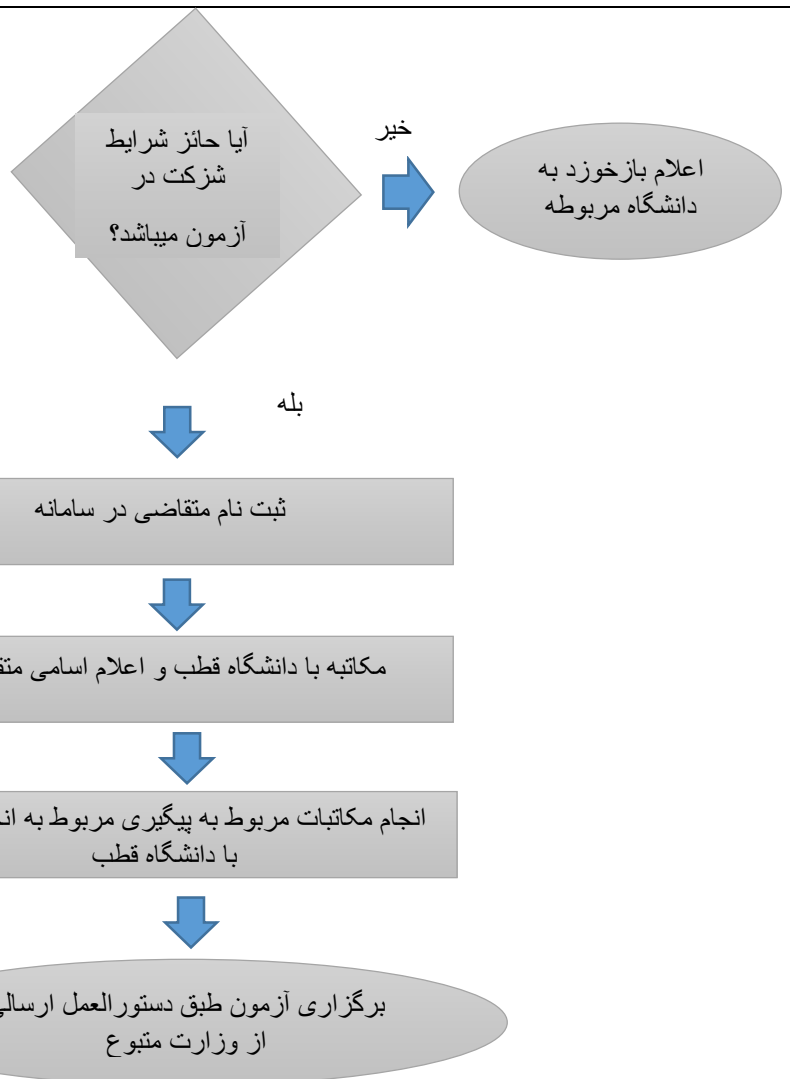 آیا حائز شرایط
شزکت در
آزمون میباشد؟
خیر
اعلام بازخوزد به
دانشگاه مربوطه
بله
ثبت نام متقاضی در سامانه
مکاتبه با دانشگاه قطب و اعلام اسامی
انجام مکاتبات مربوط به پیگیری مربوط به
با دانشگاه قطب
برگزاری آزمون طبق دستورالعمل ارسالی
از وزارت متبوع